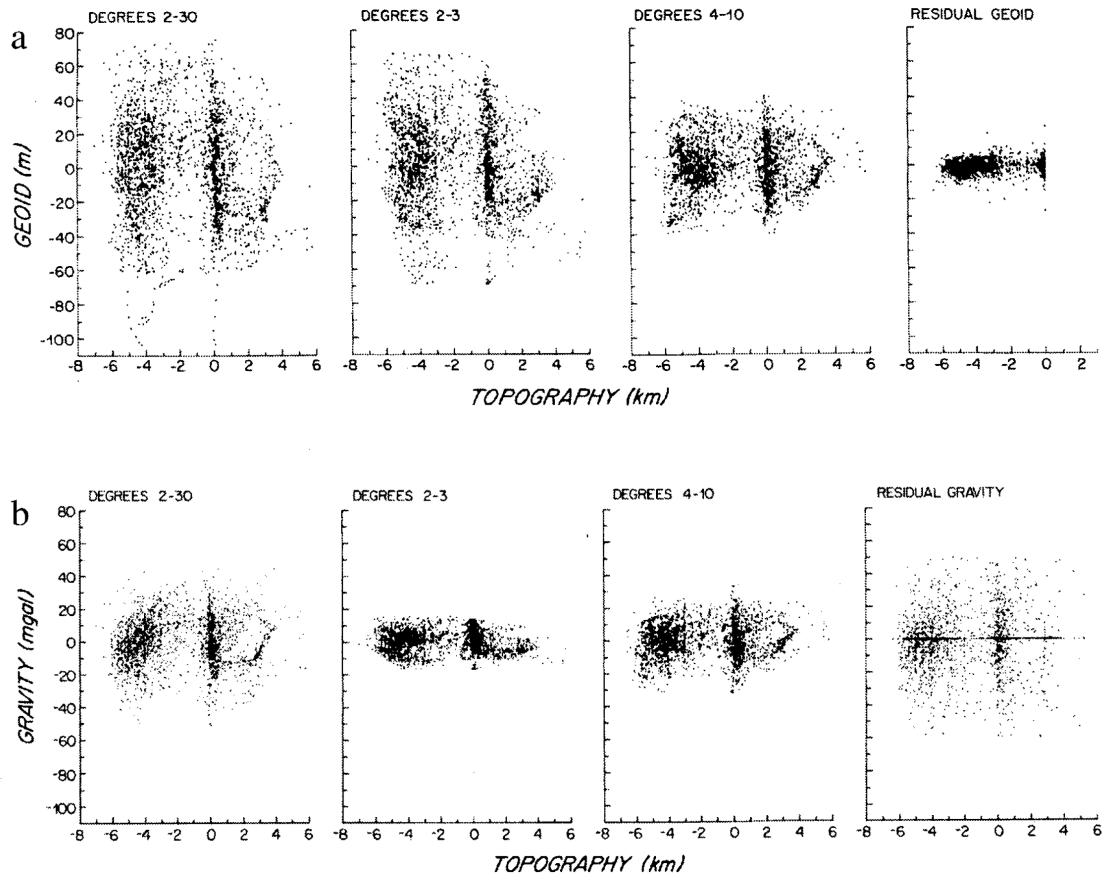 a
DEGREES 2-30
DEGREES 2-3
DEGREES 4-10
RESIDUAL GEOID
GEOID (m)
80
60
40
20
0
-20
-40
-60
-80
-100
-8 -6 -4 -2 0 2 4 6
-8 -6 -4 -2 0 2 4 6
-8 -6 -4 -2 0 2 4 6
-8 -6 -4 -2 0 2
TOPOGRAPHY (km)
b
DEGREES 2-30
DEGREES 2-3
DEGREES 4-10
RESIDUAL GRAVITY
GRAVITY (mgal)
80
60
40
20
0
-20
-40
-60
-80
-100
-8 -6 -4 -2 0 2 4 6
-8 -6 -4 -2 0 2 4 6
-8 -6 -4 -2 0 2 4 6
-8 -6 -4 -2 0 2 4 6
TOPOGRAPHY (km)